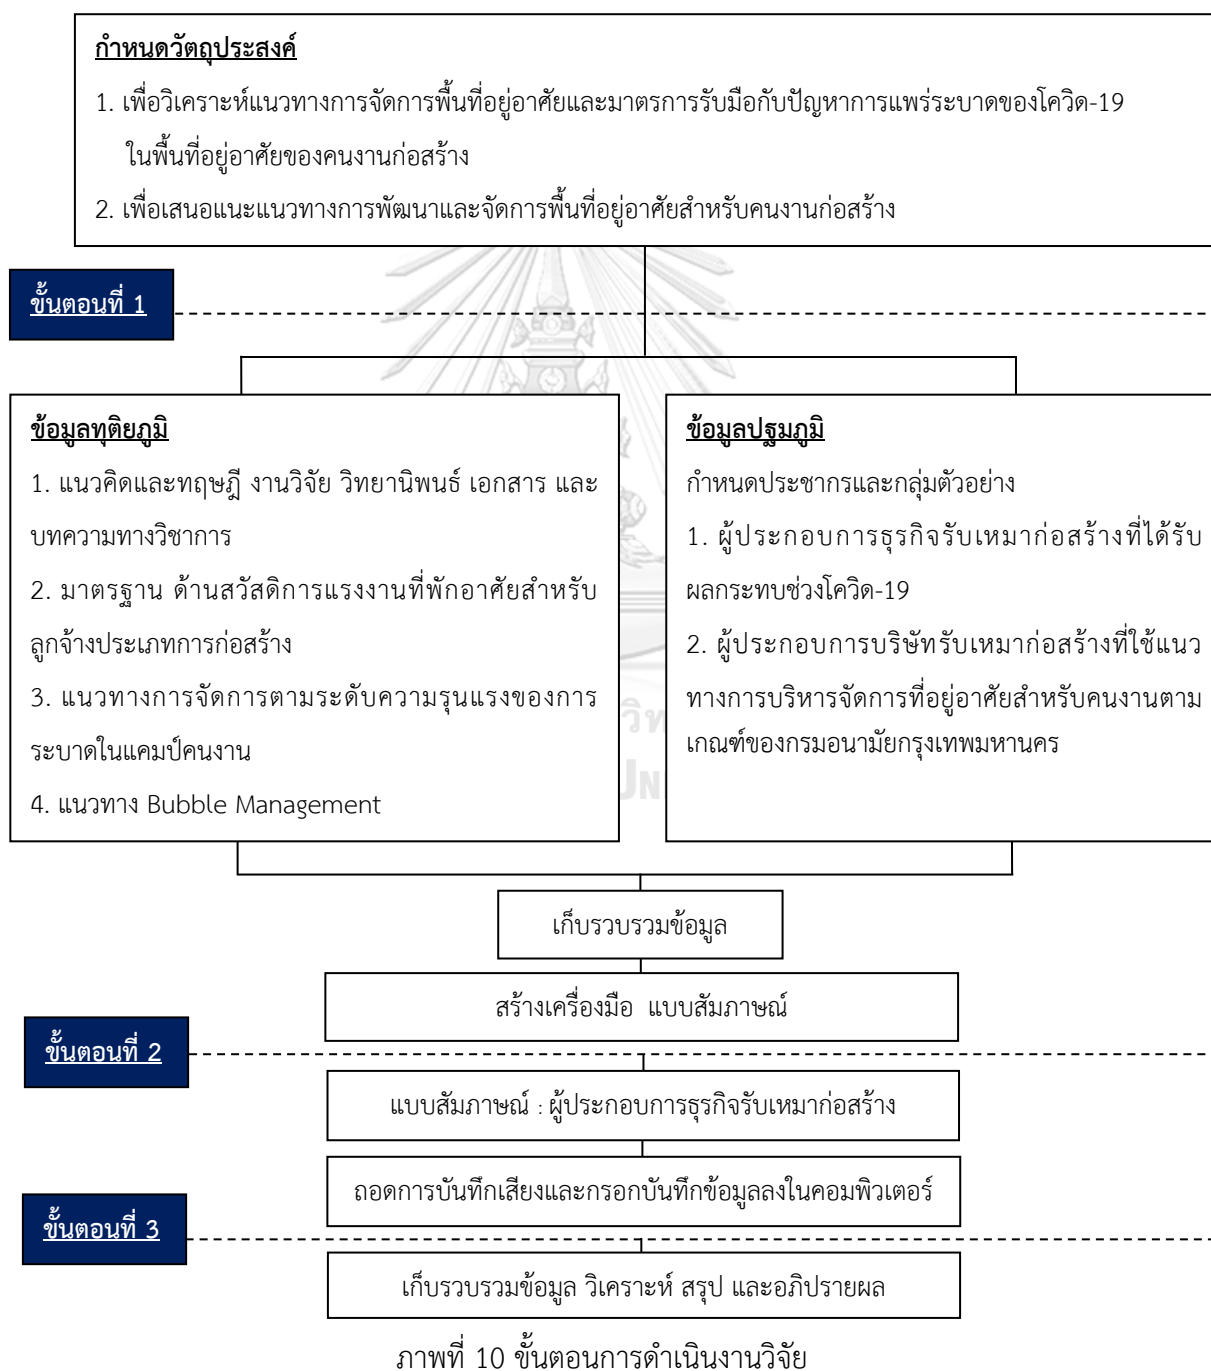 กำหนดวัตถุประสงค์
1. เพื่อวิเคราะห์แนวทางการจัดการพื้นที่อยู่อาศัยและมาตรการรับมือกับปัญหาการแพร่ระบาดของโควิด-19
ในพื้นที่อยู่อาศัยของคนงานก่อสร้าง
2. เพื่อเสนอแนะแนวทางการพัฒนาและจัดการพื้นที่อยู่อาศัยสำหรับคนงานก่อสร้าง
ขั้นตอนที่ 1
ข้อมูลทุติยภูมิ
1. แนวคิดและทฤษฎี งานวิจัย วิทยานิพนธ์ เอกสาร และ
บทความทางวิชาการ
2. มาตรฐาน ด้านสวัสดิการแรงงานที่พักอาศัยสำหรับ
ลูกจ้างประเภทการก่อสร้าง
3. แนวทางการจัดการตามระดับความรุนแรงของการ
ระบาดในแคมป์คนงาน
4. แนวทาง Bubble Management
ข้อมูลปฐมภูมิ
กำหนดประชากรและกลุ่มตัวอย่าง
1. ผู้ประกอบการธุรกิจรับเหมาก่อสร้างที่ได้รับ
ผลกระทบช่วงโควิด-19
2. ผู้ประกอบการบริษัทรับเหมาก่อสร้างที่ใช้แนว
ทางการบริหารจัดการที่อยู่อาศัยสำหรับคนงานตาม
เกณฑ์ของกรมอนามัยกรุงเทพมหานคร
เก็บรวบรวมข้อมูล
สร้างเครื่องมือ แบบสัมภาษณ์
ขั้นตอนที่ 2
แบบสัมภาษณ์ : ผู้ประกอบการธุรกิจรับเหมาก่อสร้าง
ถอดการบันทึกเสียงและกรอกบันทึกข้อมูลลงในคอมพิวเตอร์
ขั้นตอนที่ 3
เก็บรวบรวมข้อมูล วิเคราะห์ สรุป และอภิปรายผล
ภาพที่ 10 ขั้นตอนการดำเนินงานวิจัย